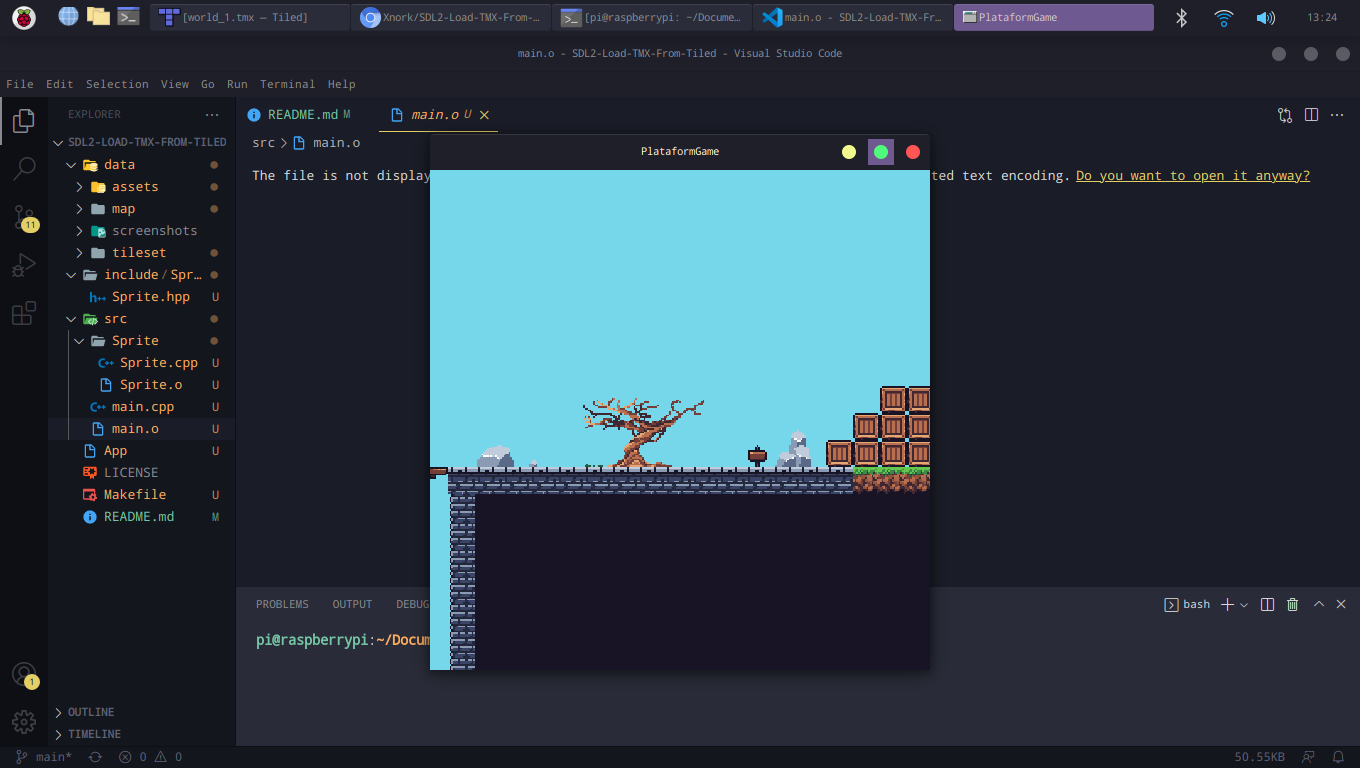 [world_1.tmx – Tiled]
Xnork/SDL2-Load-TMX-From-...
[pi@raspberrypi: ~/Docume...
main.o - SDL2-Load-TMX-Fr...
PlataformGame
13:24
main.o - SDL2-Load-TMX-From-Tiled - Visual Studio Code
File Edit Selection View Go Run Terminal Help
EXPLORER
SDL2-LOAD-TMX-FROM-TILED
data
assets
map
screenshots
tileset
include/Spr...
Sprite.hpp U
src
Sprite
Sprite.cpp U
Sprite.o U
main.cpp U
main.o U
App U
LICENSE
Makefile U
README.md M
OUTLINE
TIMELINE
11
1
README.md M
main.o U
src > main.o
The file is not display
ted text encoding. Do you want to open it anyway?
PlataformGame
PROBLEMS OUTPUT DEBUG
bash
pi@raspberrypi:~/Docum
main* 0 0
50.55KB